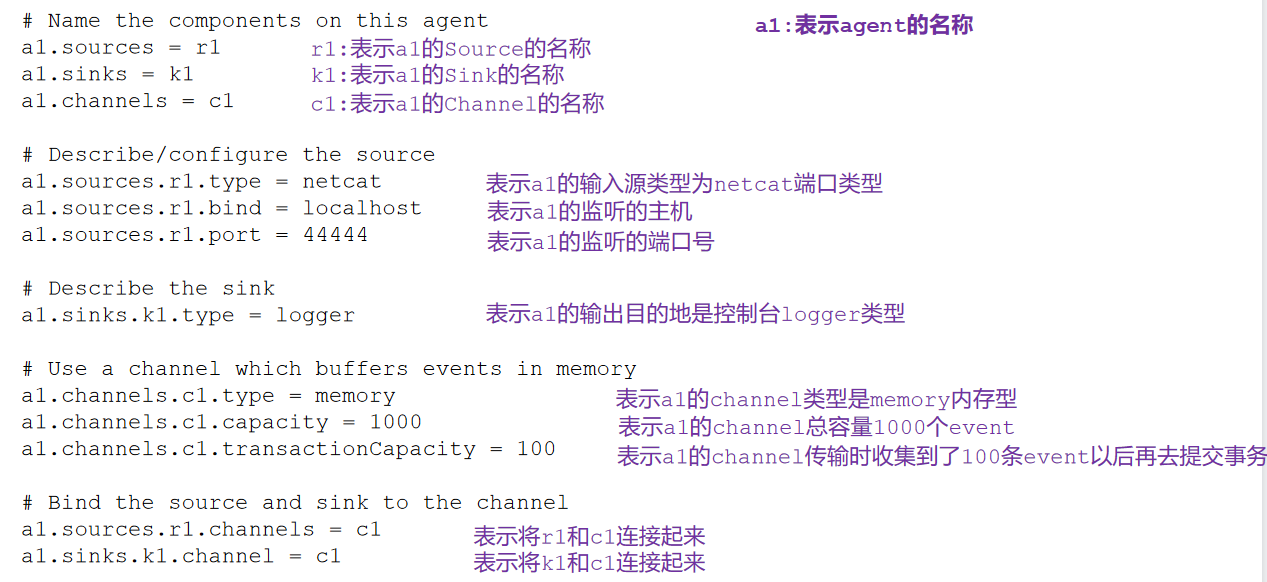 # Name the components on this agent a1:表示agent的名称
a1.sources = r1 r1:表示a1的Source的名称
a1.sinks = k1 k1:表示a1的Sink的名称
a1.channels = c1 c1:表示a1的Channel的名称
# Describe/configure the source
a1.sources.r1.type = netcat 表示a1的输入源类型为netcat端口类型
a1.sources.r1.bind = localhost 表示a1的监听的主机
a1.sources.r1.port = 44444 表示a1的监听的端口号
# Describe the sink
a1.sinks.k1.type = logger 表示a1的输出目的地是控制台logger类型
# Use a channel which buffers events in memory
a1.channels.c1.type = memory 表示a1的channel类型是memory内存型
a1.channels.c1.capacity = 1000 表示a1的channel总容量1000个event
a1.channels.c1.transactionCapacity = 100 表示a1的channel传输时收集到了100条event以后再去提交事务
# Bind the source and sink to the channel
a1.sources.r1.channels = c1 表示将r1和c1连接起来
a1.sinks.k1.channel = c1 表示将k1和c1连接起来